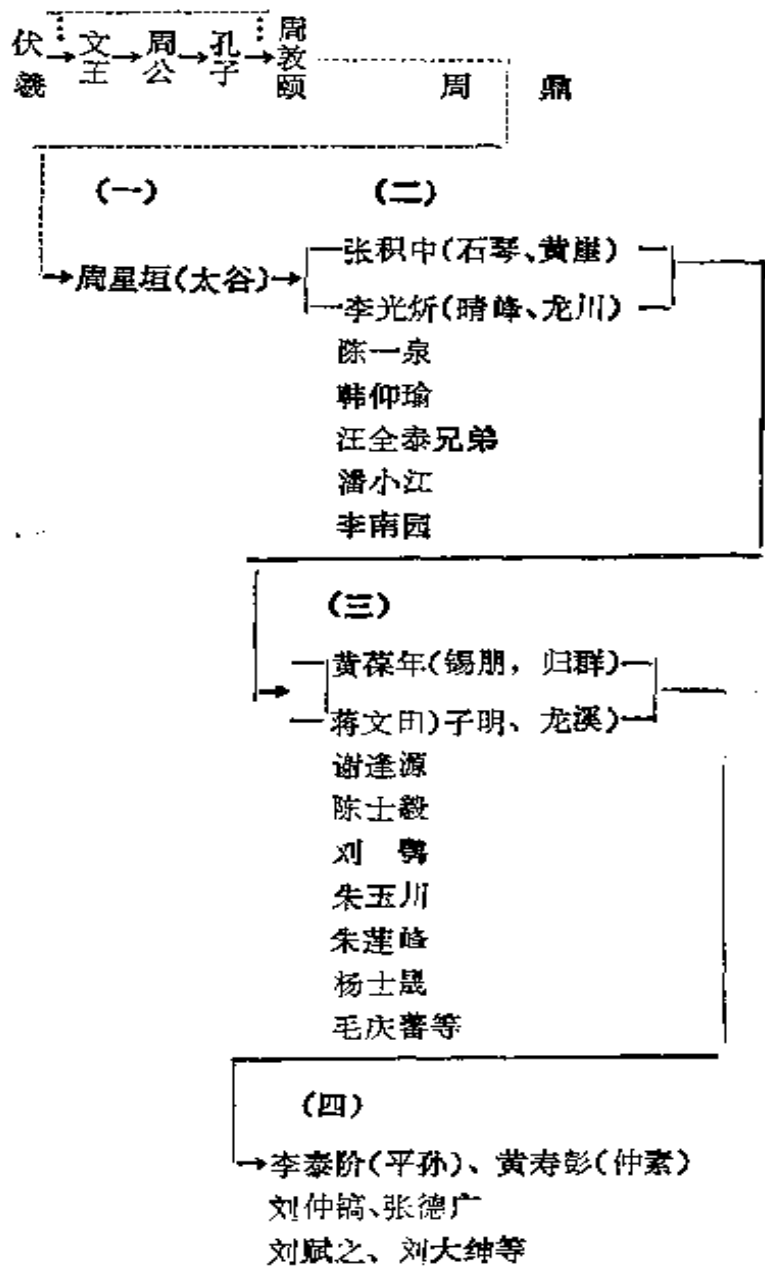 伏羲→文王→周公→孔子→周敦颐
周 鼎
(一) (二)
→周星垣(太谷)→
张积中(石琴、黄崖)
李光炘(晴峰、龙川)
陈一泉
韩仰瑜
汪全泰兄弟
潘小江
李南园
(三)
黄葆年(锡朋，归群)
蒋文田)子明、龙溪)
谢逢源
陈士毅
刘 鹗
朱玉川
朱莲峰
杨士晟
毛庆蕃等
(四)
→李泰阶(平孙)、黄寿彭(仲素)
刘仲镐、张德广
刘赋之、刘大绅等